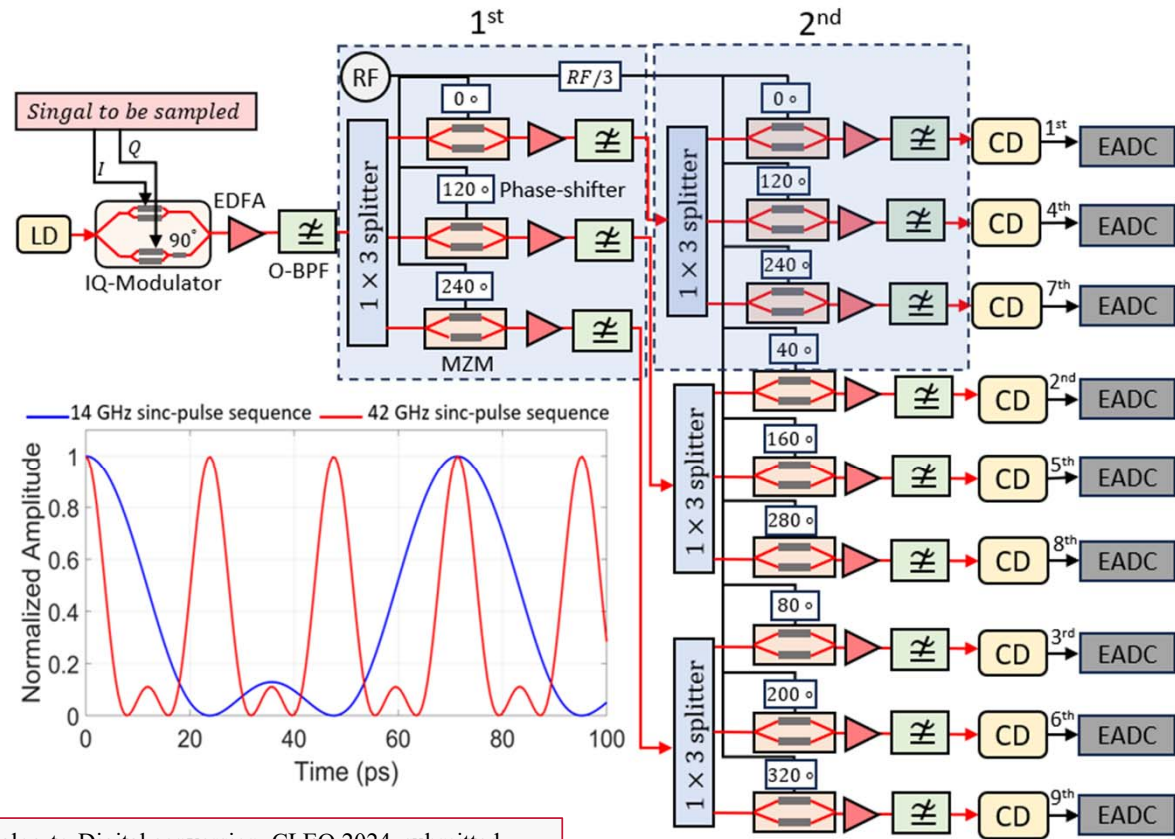 1st
2nd
RF
RF/3
Singal to be sampled
I
Q
LD
90°
IQ-Modulator
EDFA
O-BPF
1 × 3 splitter
0 ∘
120 ∘
Phase-shifter
240 ∘
MZM
1 × 3 splitter
0 ∘
120 ∘
240 ∘
CD
1st
EADC
CD
4th
EADC
CD
7th
EADC
1 × 3 splitter
40 ∘
160 ∘
280 ∘
CD
2nd
EADC
CD
5th
EADC
CD
8th
EADC
1 × 3 splitter
80 ∘
200 ∘
320 ∘
CD
3rd
EADC
CD
6th
EADC
CD
9th
EADC
14 GHz sinc-pulse sequence
42 GHz sinc-pulse sequence
Normalized Amplitude
1
0.8
0.6
0.4
0.2
0
0 20 40 60 80 100
Time (ps)